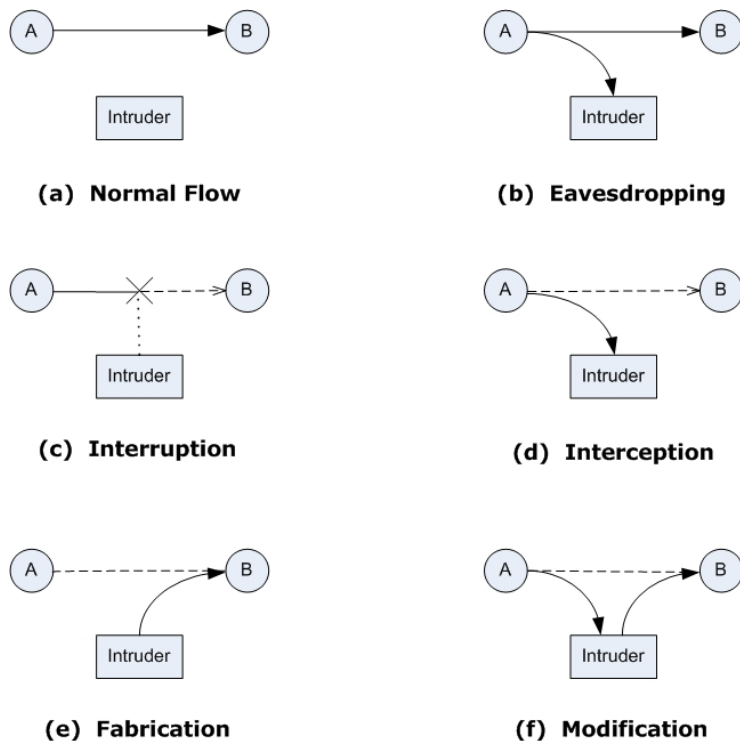 A B A B
Intruder Intruder
(a) Normal Flow (b) Eavesdropping
A B A B
Intruder Intruder
(c) Interruption (d) Interception
A B A B
Intruder Intruder
(e) Fabrication (f) Modification